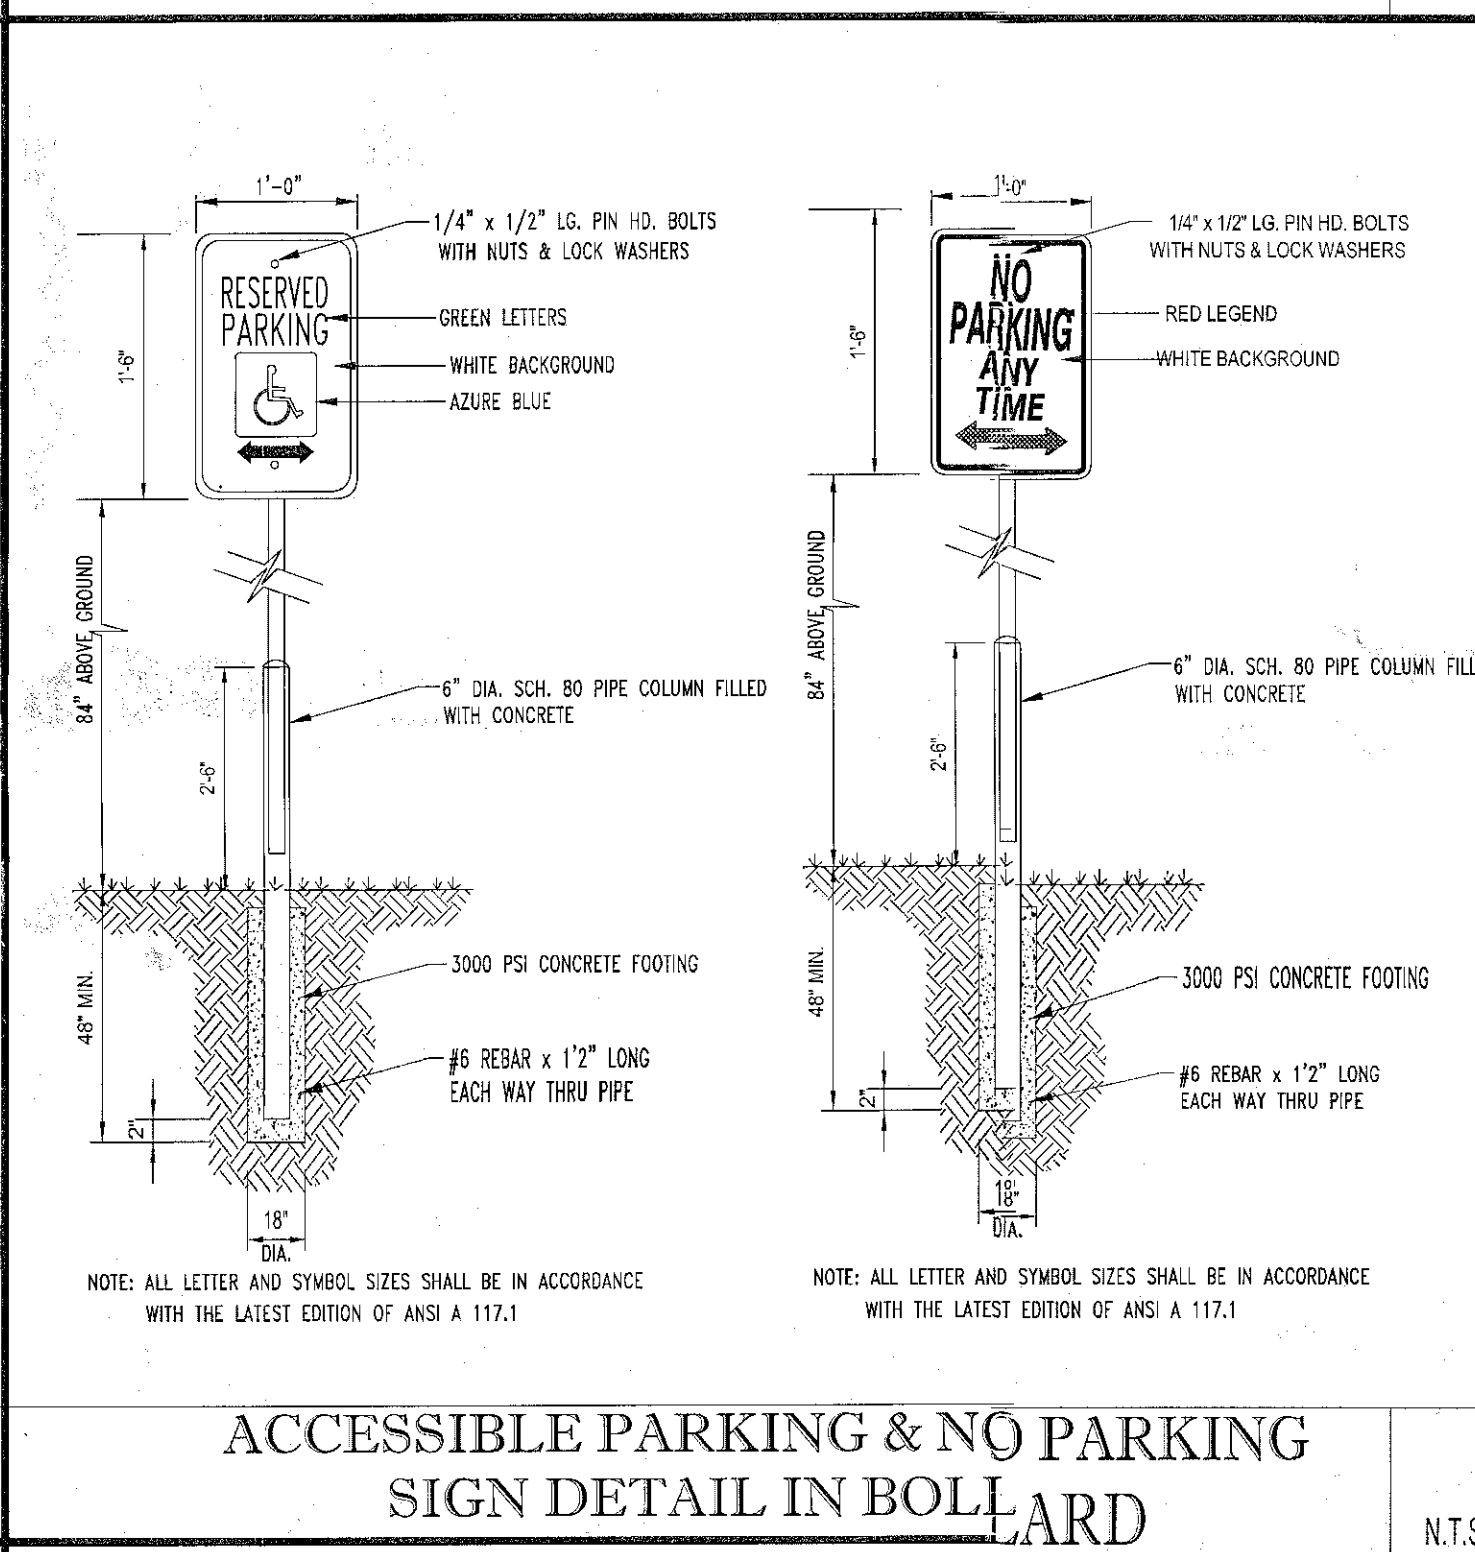 1'-0"
1/4" x 1/2" LG. PIN HD. BOLTS
WITH NUTS & LOCK WASHERS
RESERVED
PARKING
GREEN LETTERS
WHITE BACKGROUND
AZURE BLUE
1'-6"
84" ABOVE GROUND
6" DIA. SCH. 80 PIPE COLUMN FILLED
WITH CONCRETE
2'-6"
3000 PSI CONCRETE FOOTING
48" MIN.
#6 REBAR x 1'2" LONG
EACH WAY THRU PIPE
2"
18"
DIA.
NOTE: ALL LETTER AND SYMBOL SIZES SHALL BE IN ACCORDANCE
WITH THE LATEST EDITION OF ANSI A 117.1
1'-0"
1/4" x 1/2" LG. PIN HD. BOLTS
WITH NUTS & LOCK WASHERS
NO
PARKING
ANY
TIME
RED LEGEND
WHITE BACKGROUND
1'-6"
84" ABOVE GROUND
6" DIA. SCH. 80 PIPE COLUMN FILL
WITH CONCRETE
2'-6"
3000 PSI CONCRETE FOOTING
48" MIN.
#6 REBAR x 1'2" LONG
EACH WAY THRU PIPE
2"
18"
DIA.
NOTE: ALL LETTER AND SYMBOL SIZES SHALL BE IN ACCORDANCE
WITH THE LATEST EDITION OF ANSI A 117.1
ACCESSIBLE PARKING & NO PARKING
SIGN DETAIL IN BOLLARD
N.T.S